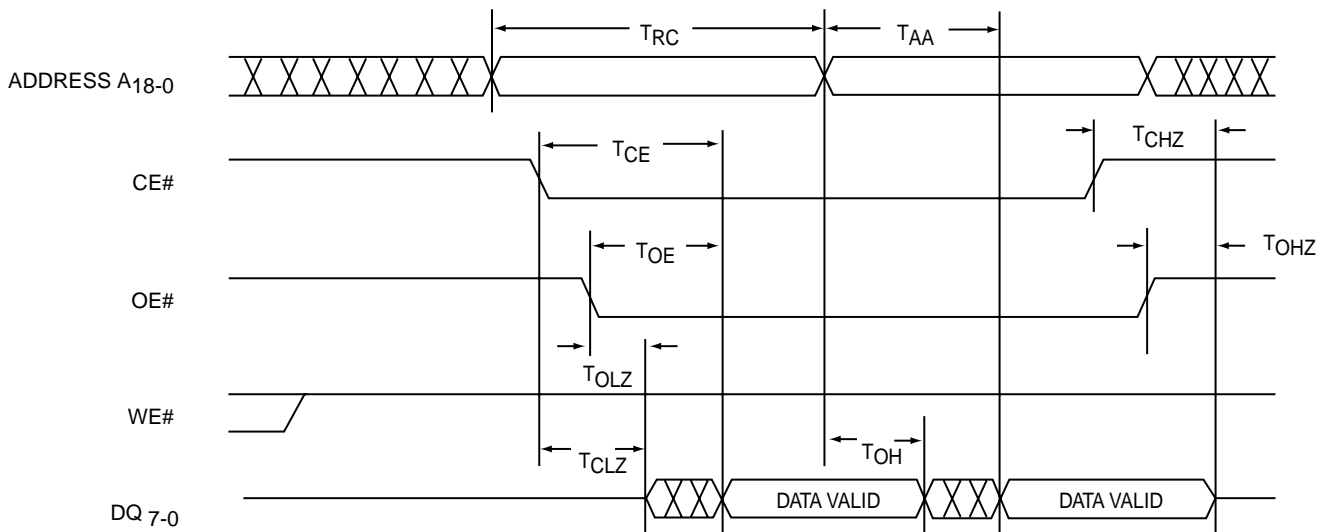 TRC TAA
ADDRESS A18-0
TCE TCHZ
CE#
TOE TOHZ
OE#
TOLZ
WE#
TCLZ TOH
DQ 7-0 DATA VALID DATA VALID